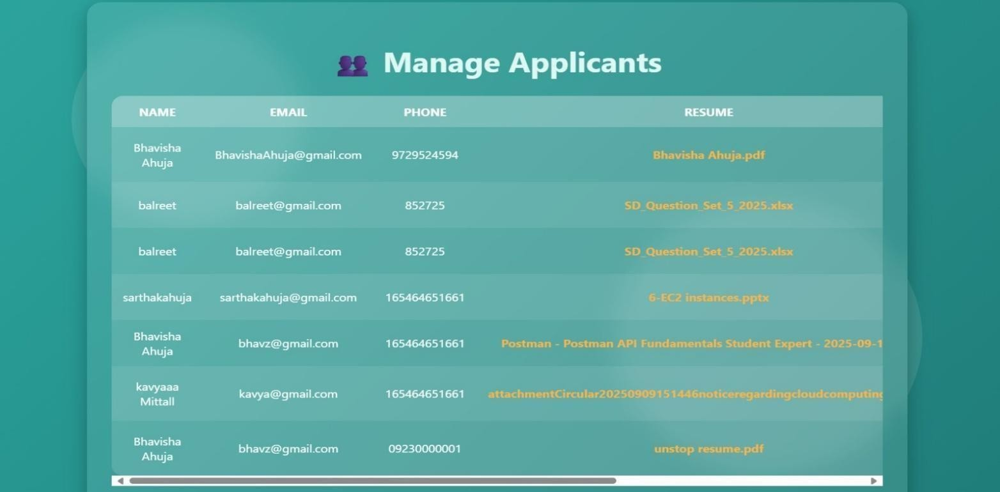 Manage Applicants
NAME EMAIL PHONE RESUME
Bhavisha
Ahuja
BhavishaAhuja@gmail.com 9729524594 Bhavisha Ahuja.pdf
balreet balreet@gmail.com 852725 SD_Question_Set_5_2025.xlsx
balreet balreet@gmail.com 852725 SD_Question_Set_5_2025.xlsx
sarthakahuja sarthakahuja@gmail.com 165464651661 6-EC2 instances.pptx
Bhavisha
Ahuja
bhavz@gmail.com 165464651661 Postman - Postman API Fundamentals Student Expert - 2025-09-1
kavyaaa
Mittall
kavya@gmail.com 165464651661 attachmentCircular20250909151446noticeregardingcloudcomputing
Bhavisha
Ahuja
bhavz@gmail.com 09230000001 unstop resume.pdf